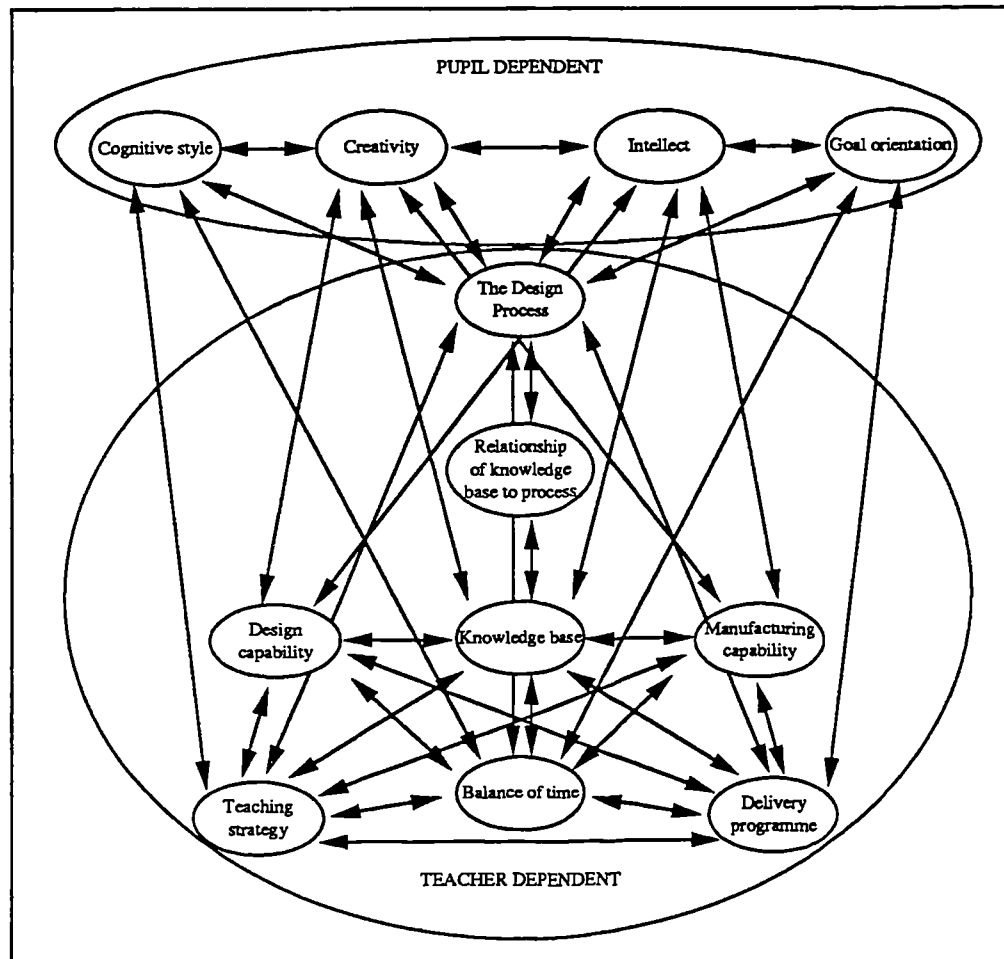 PUPIL DEPENDENT
Cognitive style
Creativity
Intellect
Goal orientation
The Design
Process
Relationship
of knowledge
base to process
Design
capability
Knowledge base
Manufacturing
capability
Teaching
strategy
Balance of time
Delivery
programme
TEACHER DEPENDENT